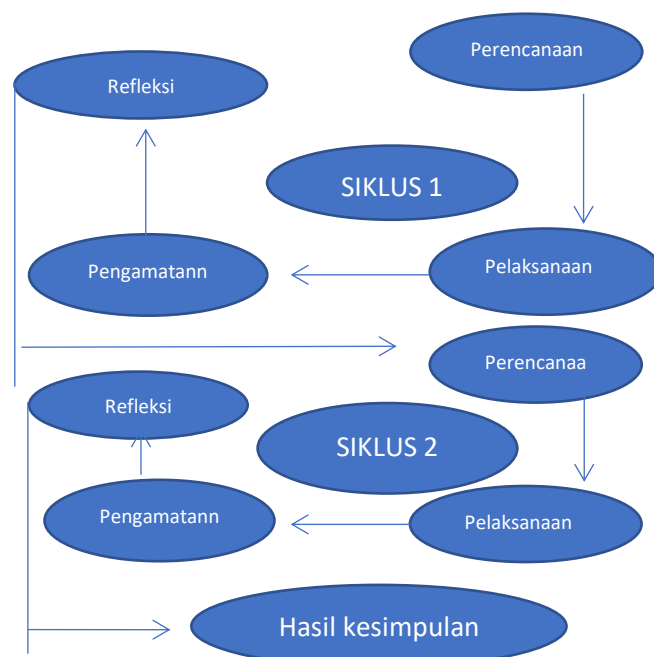 Perencanaan
Refleksi
SIKLUS 1
Pengamatann
Pelaksanaan
Perencanaa
Refleksi
SIKLUS 2
Pengamatann
Pelaksanaan
Hasil kesimpulan